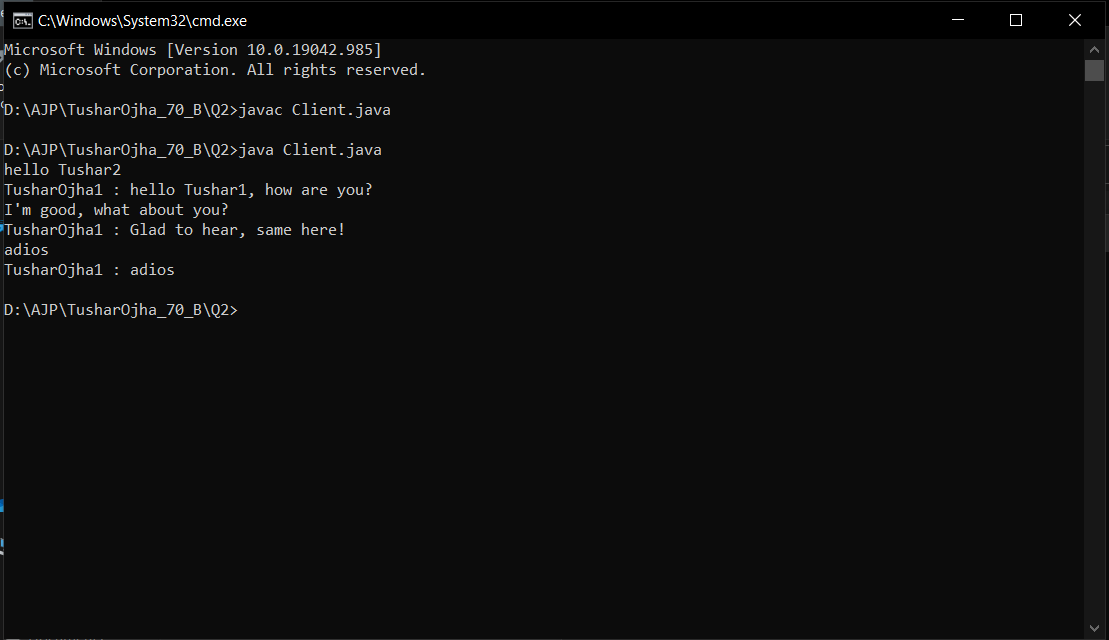 C:\Windows\System32\cmd.exe
Microsoft Windows [Version 10.0.19042.985]
(c) Microsoft Corporation. All rights reserved.
D:\AJP\TusharOjha_70_B\Q2>javac Client.java
D:\AJP\TusharOjha_70_B\Q2>java Client.java
hello Tushar2
TusharOjha1 : hello Tushar1, how are you?
I'm good, what about you?
TusharOjha1 : Glad to hear, same here!
adios
TusharOjha1 : adios
D:\AJP\TusharOjha_70_B\Q2>